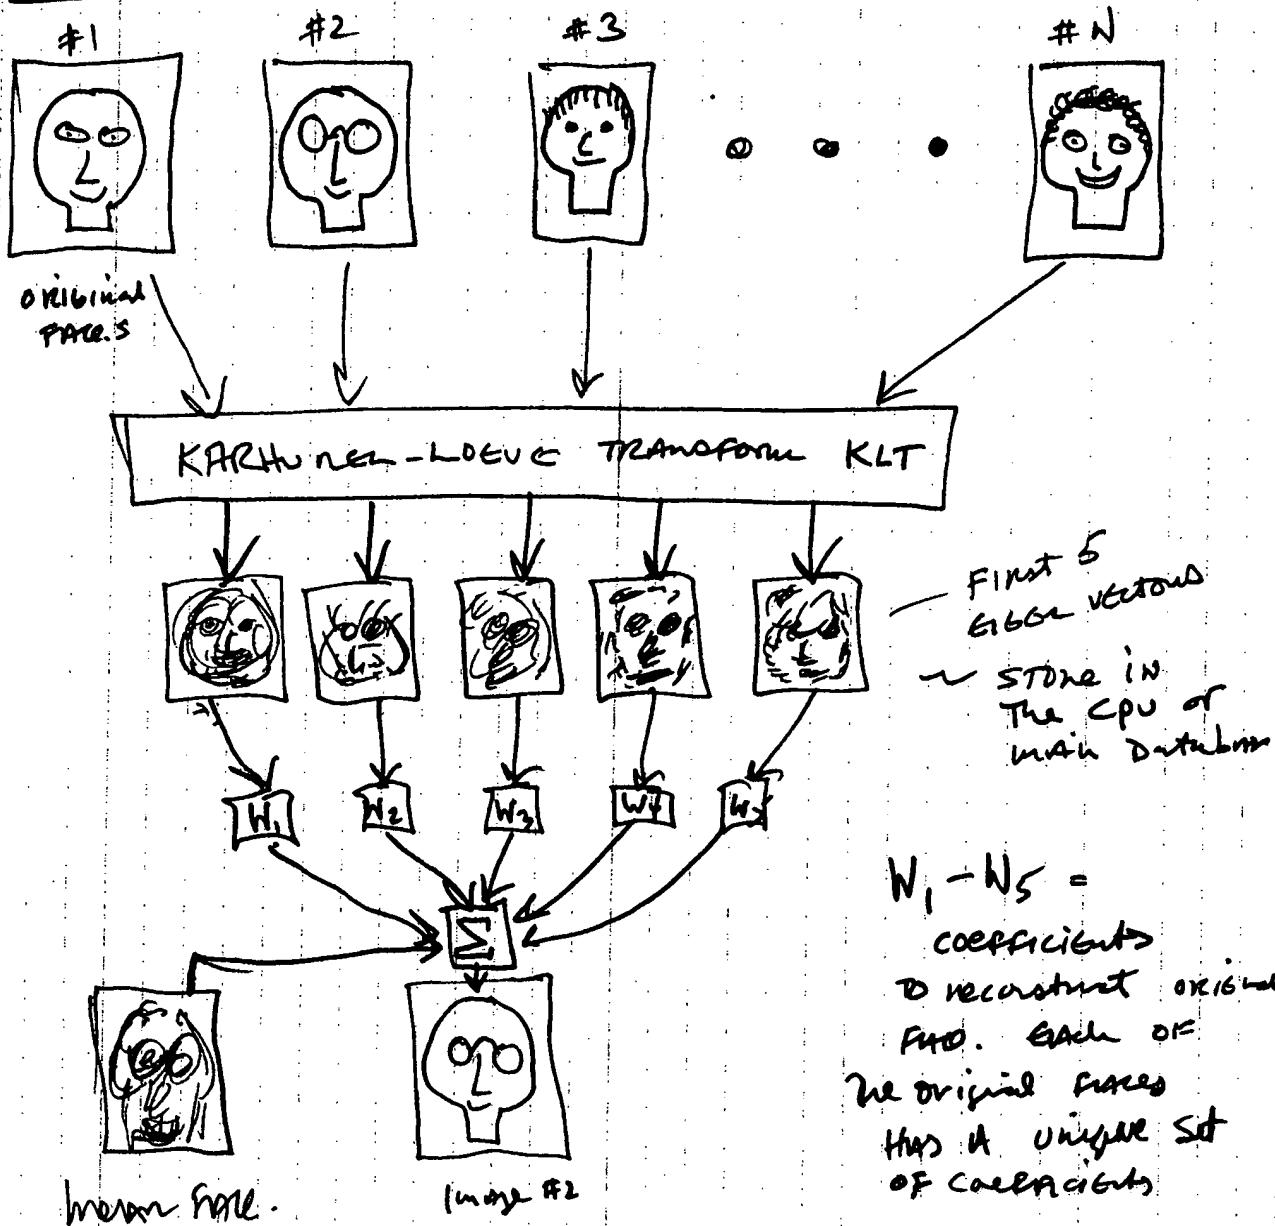 #1
#2
#3
#N
ORIGINAL
FACES
KARHUNEN-LOEVE TRANSFORM KLT
FIRST 5
EIGEN VECTORS
STORE IN
THE CPU or
MAIN Database
W1
W2
W3
W4
W5
Σ
W1 - W5 =
COEFFICIENTS
TO reconstruct ORIGINAL
EACH OF
The Original FACES
HAS A UNIQUE Set
OF COEFFICIENTS
MEAN FACE.
Image #2